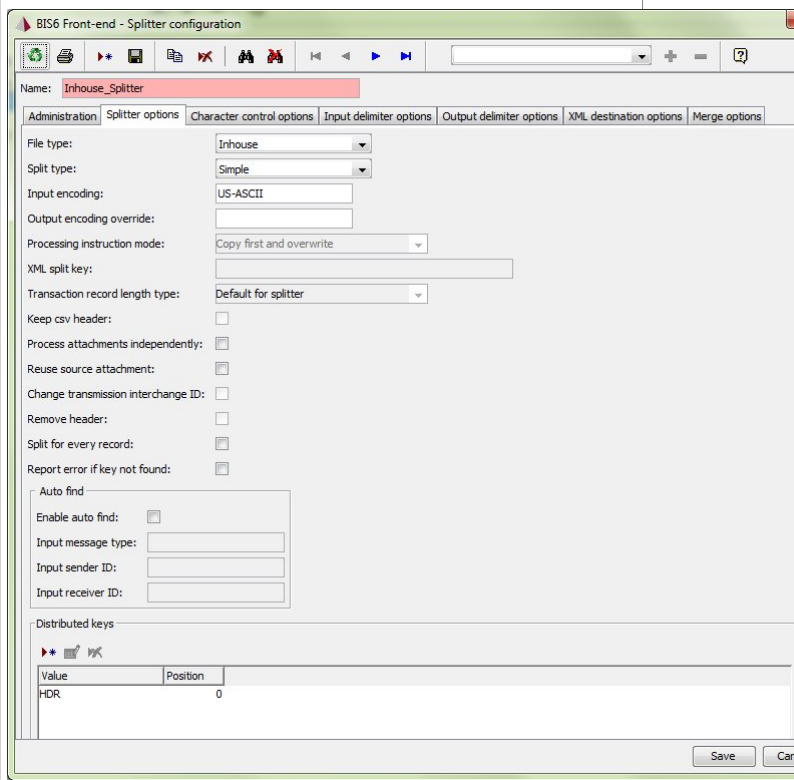 BIS6 Front-end - Splitter configuration
Name: Inhouse_Splitter
Administration Splitter options Character control options Input delimiter options Output delimiter options XML destination options Merge options
File type: Inhouse
Split type: Simple
Input encoding: US-ASCII
Output encoding override:
Processing instruction mode: Copy first and overwrite
XML split key:
Transaction record length type: Default for splitter
Keep csv header:
Process attachments independently:
Reuse source attachment:
Change transmission interchange ID:
Remove header:
Split for every record:
Report error if key not found:
Auto find
Enable auto find:
Input message type:
Input sender ID:
Input receiver ID:
Distributed keys
Value Position
HDR 0
Save Car